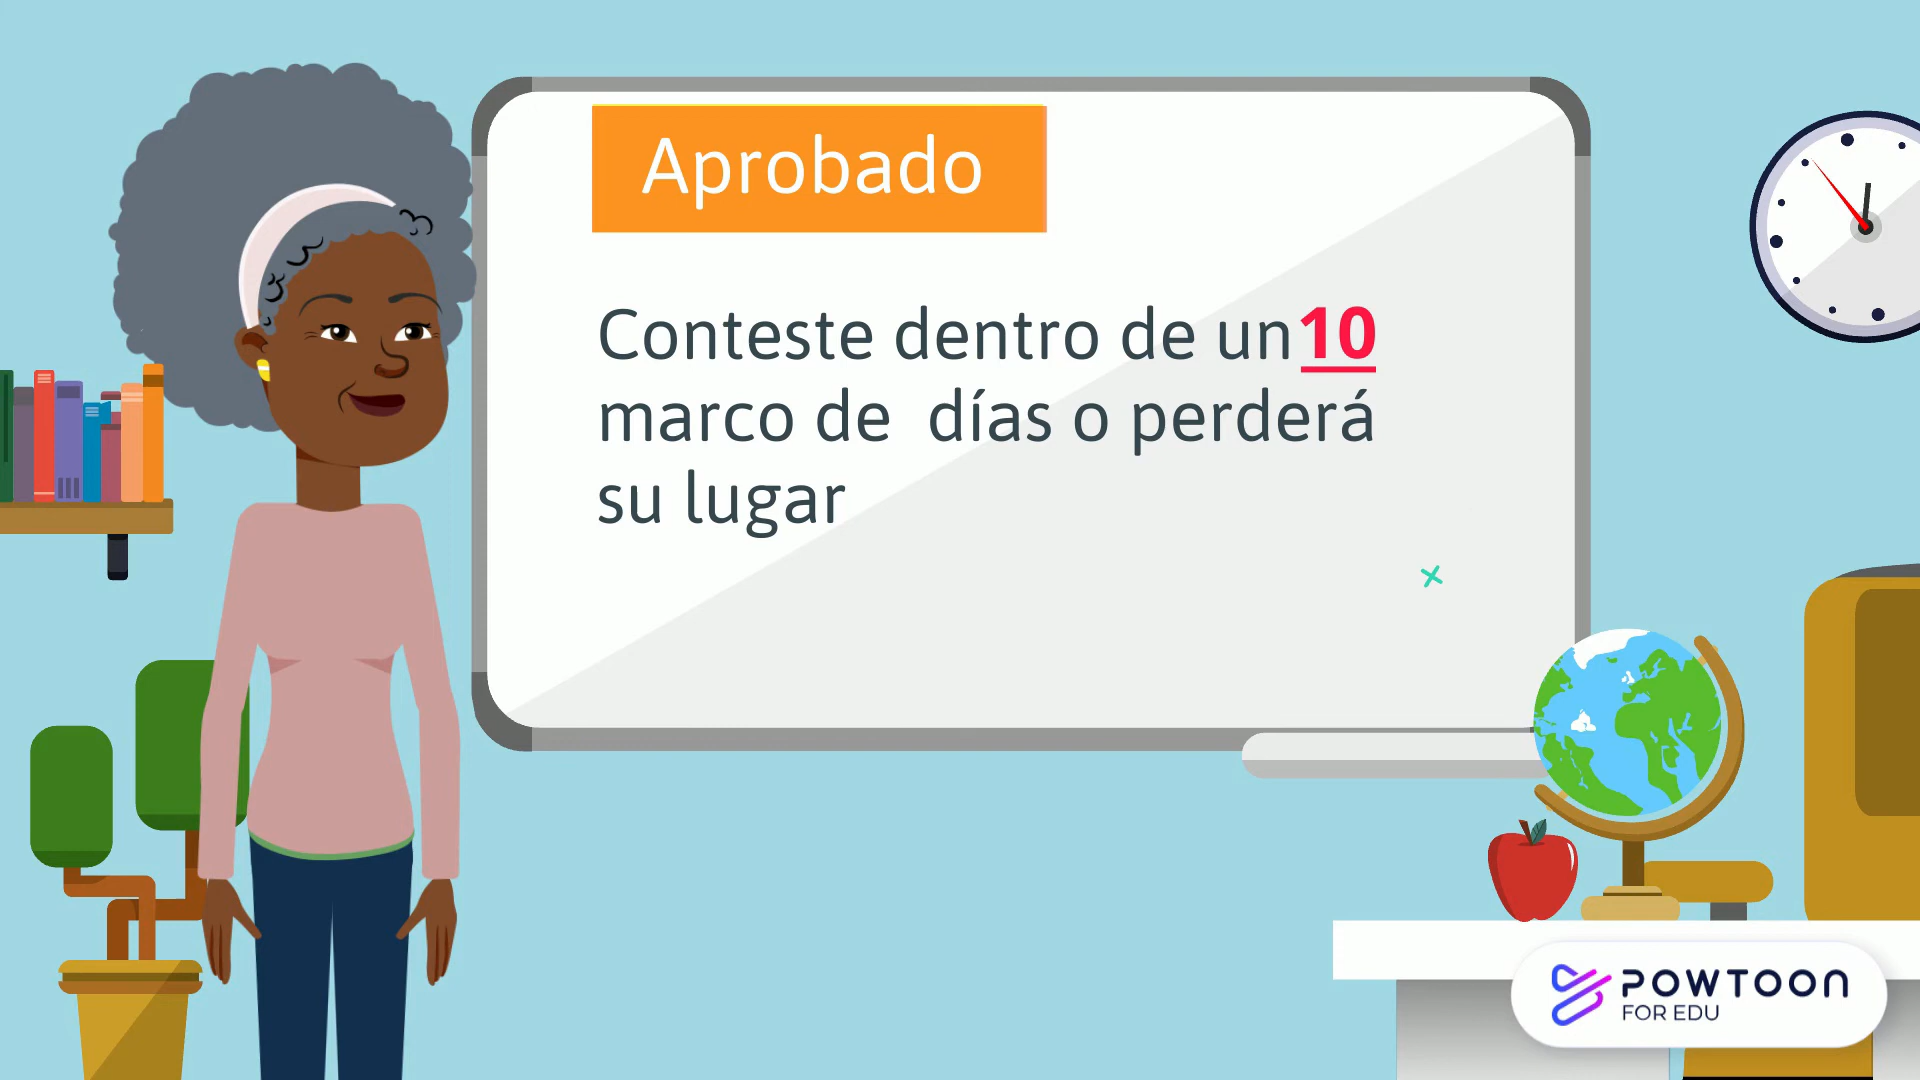 Aprobado
Conteste dentro de un 10
marco de  días o perderá
su lugar
POWTOON
FOR EDU